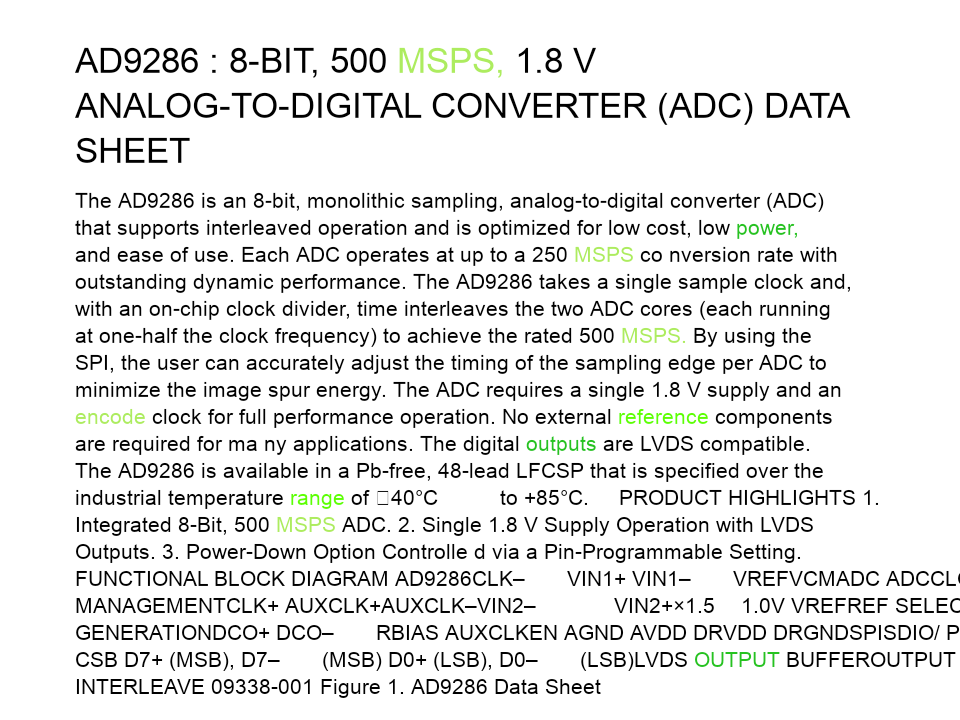 AD9286 : 8-BIT, 500 MSPS, 1.8 V
ANALOG-TO-DIGITAL CONVERTER (ADC) DATA
SHEET
The AD9286 is an 8-bit, monolithic sampling, analog-to-digital converter (ADC)
that supports interleaved operation and is optimized for low cost, low power,
and ease of use. Each ADC operates at up to a 250 MSPS co nversion rate with
outstanding dynamic performance. The AD9286 takes a single sample clock and,
with an on-chip clock divider, time interleaves the two ADC cores (each running
at one-half the clock frequency) to achieve the rated 500 MSPS. By using the
SPI, the user can accurately adjust the timing of the sampling edge per ADC to
minimize the image spur energy. The ADC requires a single 1.8 V supply and an
encode clock for full performance operation. No external reference components
are required for ma ny applications. The digital outputs are LVDS compatible.
The AD9286 is available in a Pb-free, 48-lead LFCSP that is specified over the
industrial temperature range of 40°C to +85°C. PRODUCT HIGHLIGHTS 1.
Integrated 8-Bit, 500 MSPS ADC. 2. Single 1.8 V Supply Operation with LVDS
Outputs. 3. Power-Down Option Controlle d via a Pin-Programmable Setting.
FUNCTIONAL BLOCK DIAGRAM AD9286CLK– VIN1+ VIN1– VREFVCMADC ADCCLO
MANAGEMENTCLK+ AUXCLK+AUXCLK–VIN2– VIN2+×1.5 1.0V VREFREF SELEC
GENERATIONDCO+ DCO– RBIAS AUXCLKEN AGND AVDD DRVDD DRGNDSPISDIO/ P
CSB D7+ (MSB), D7– (MSB) D0+ (LSB), D0– (LSB)LVDS OUTPUT BUFFEROUTPUT
INTERLEAVE 09338-001 Figure 1. AD9286 Data Sheet